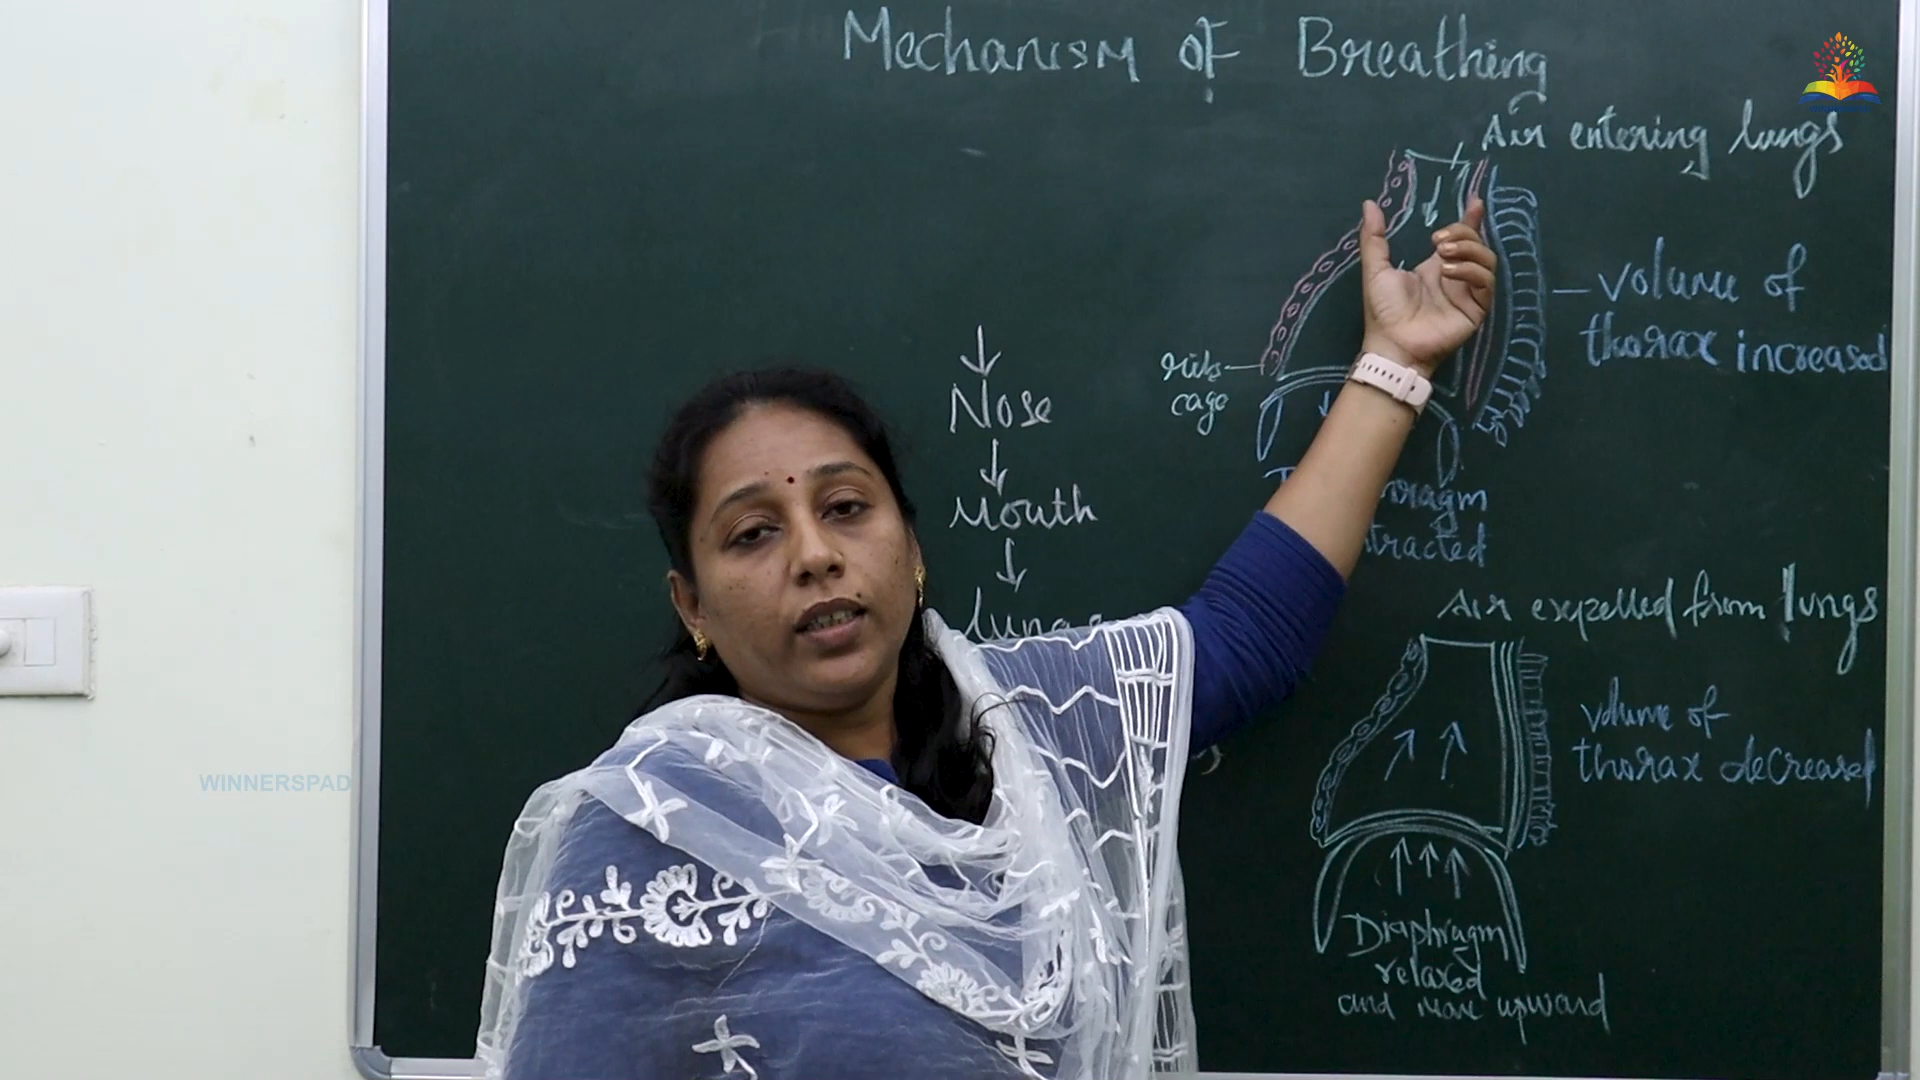 Mechanism of Breathing
Air entering lungs
volume of
thorax increased
ribs
cage
Nose
Mouth
Air expelled from lungs
volume of
thorax decreased
Diaphragm
relaxed
and move upward
WINNERSPAD